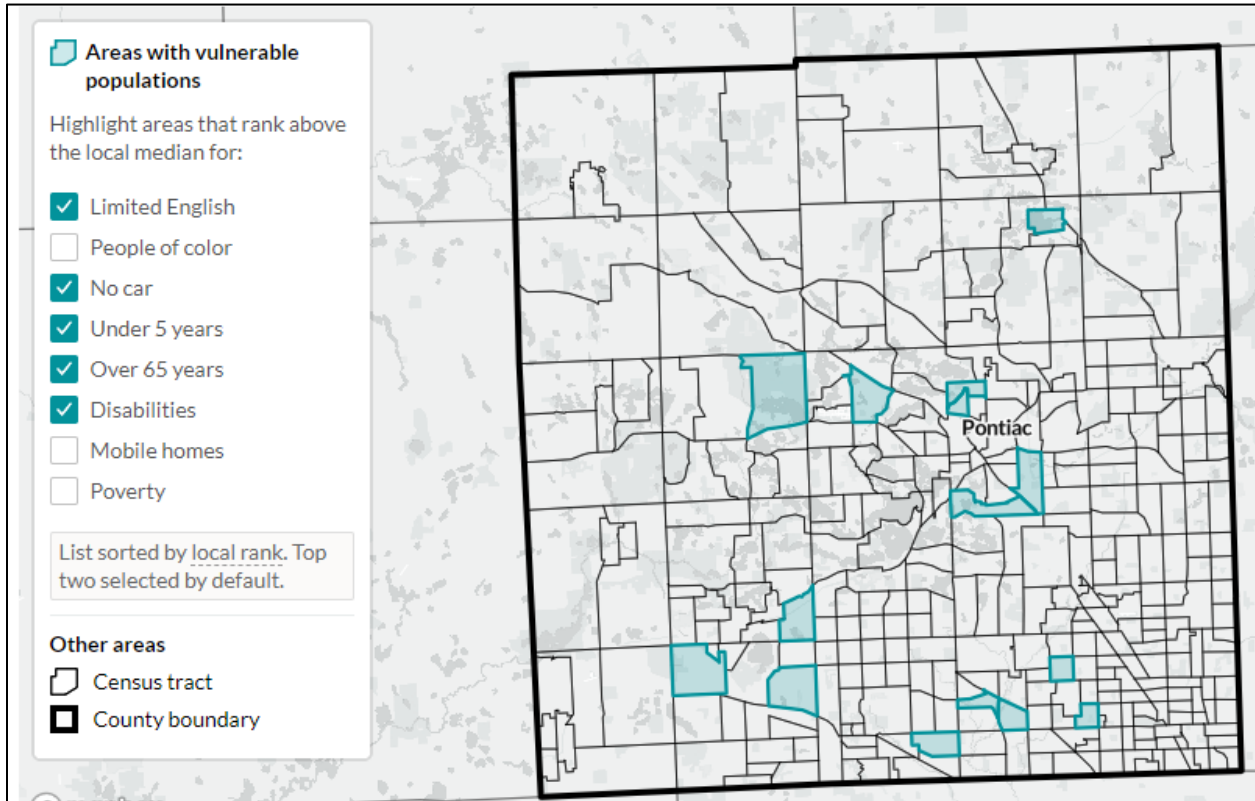 Areas with vulnerable
populations
Highlight areas that rank above
the local median for:
Limited English
People of color
No car
Under 5 years
Over 65 years
Disabilities
Mobile homes
Poverty
List sorted by local rank. Top
two selected by default.
Other areas
Census tract
County boundary
Pontiac